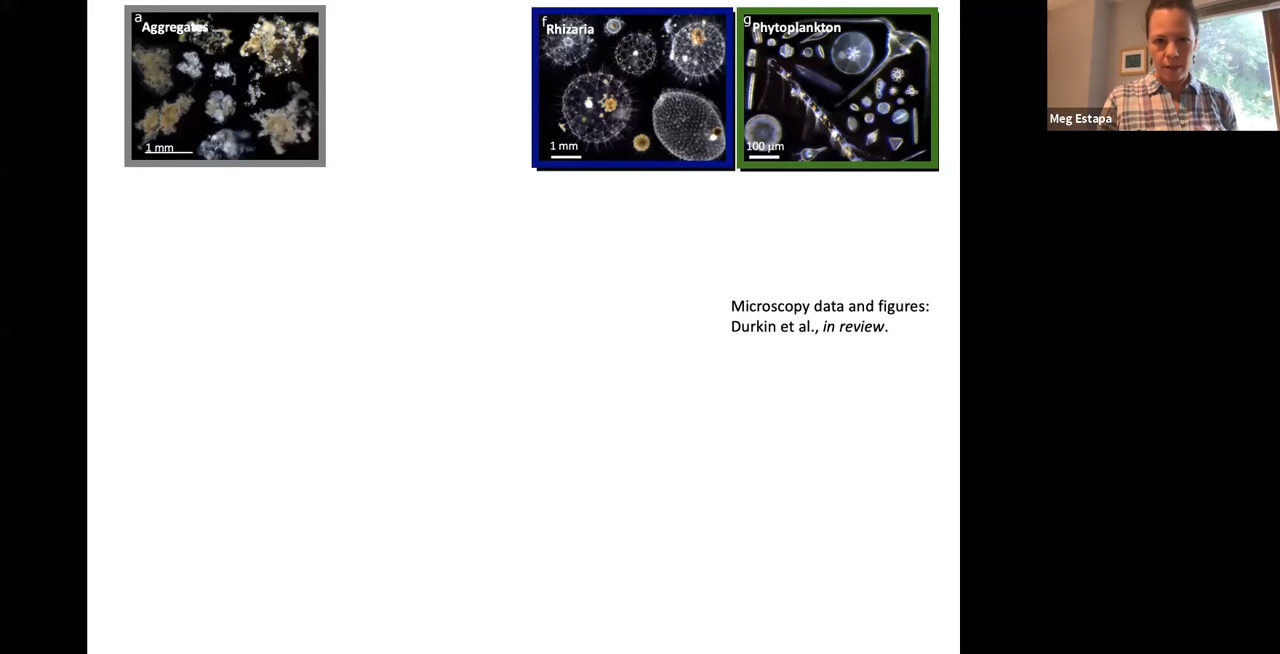 a
Aggregates
1 mm
f
Rhizaria
1 mm
g
Phytoplankton
100 µm
Meg Estapa
Microscopy data and figures:
Durkin et al., in review.